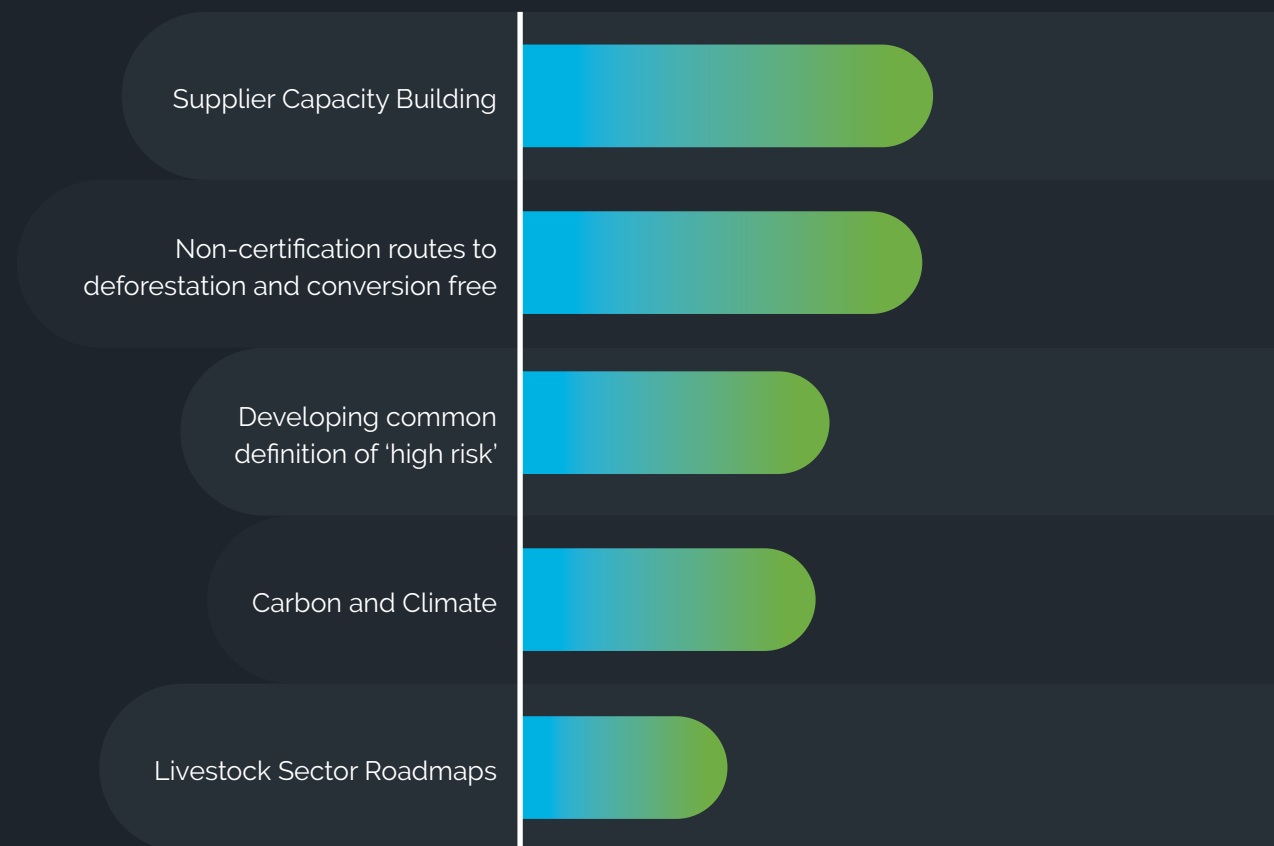 Supplier Capacity Building
Non-certification routes to
deforestation and conversion free
Developing common
definition of ‘high risk’
Carbon and Climate
Livestock Sector Roadmaps